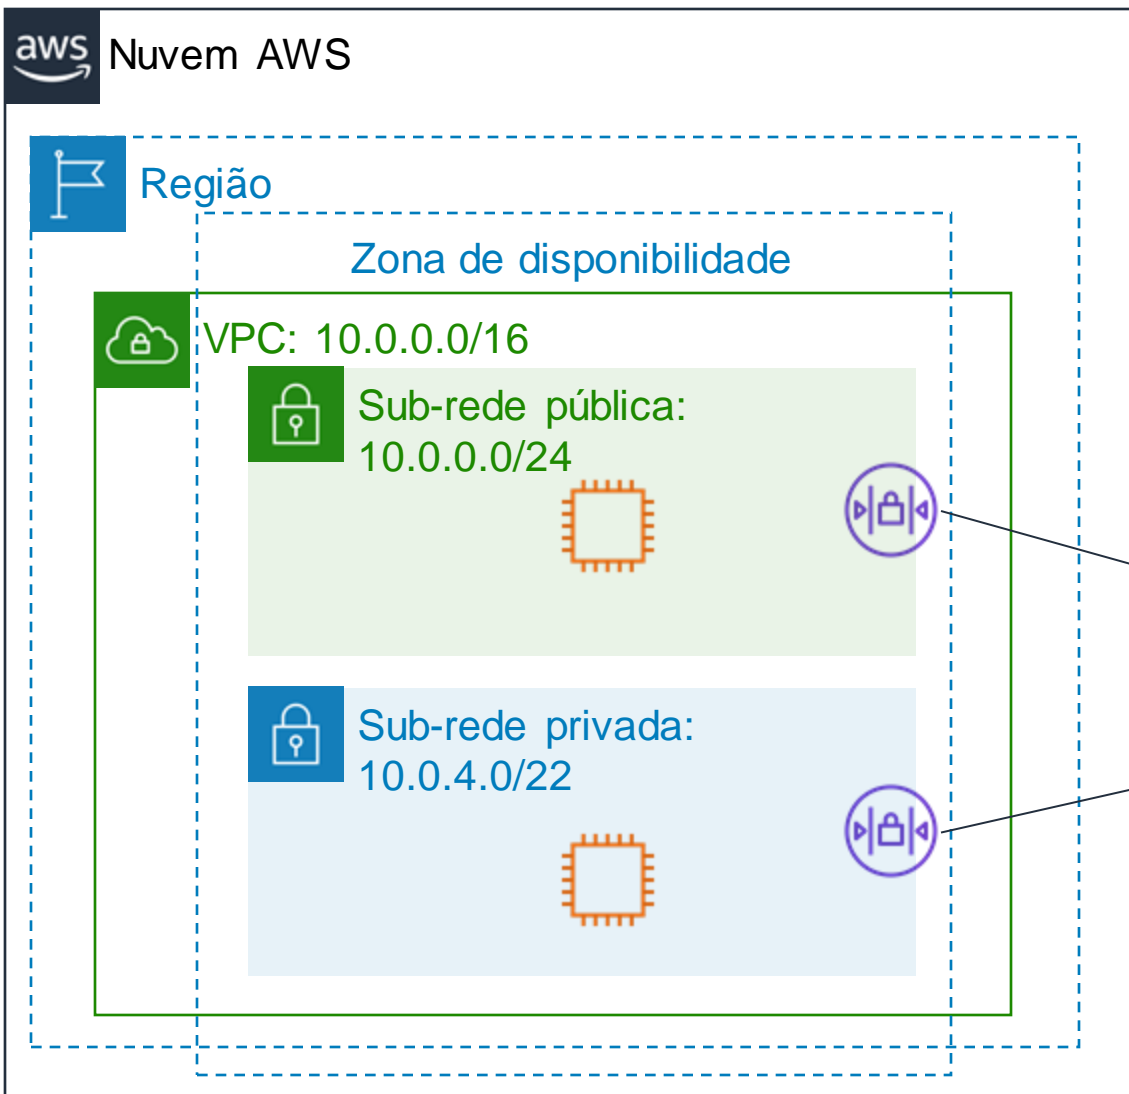 aws
Nuvem AWS
Região
Zona de disponibilidade
VPC: 10.0.0.0/16
Sub-rede pública:
10.0.0.0/24
Sub-rede privada:
10.0.4.0/22